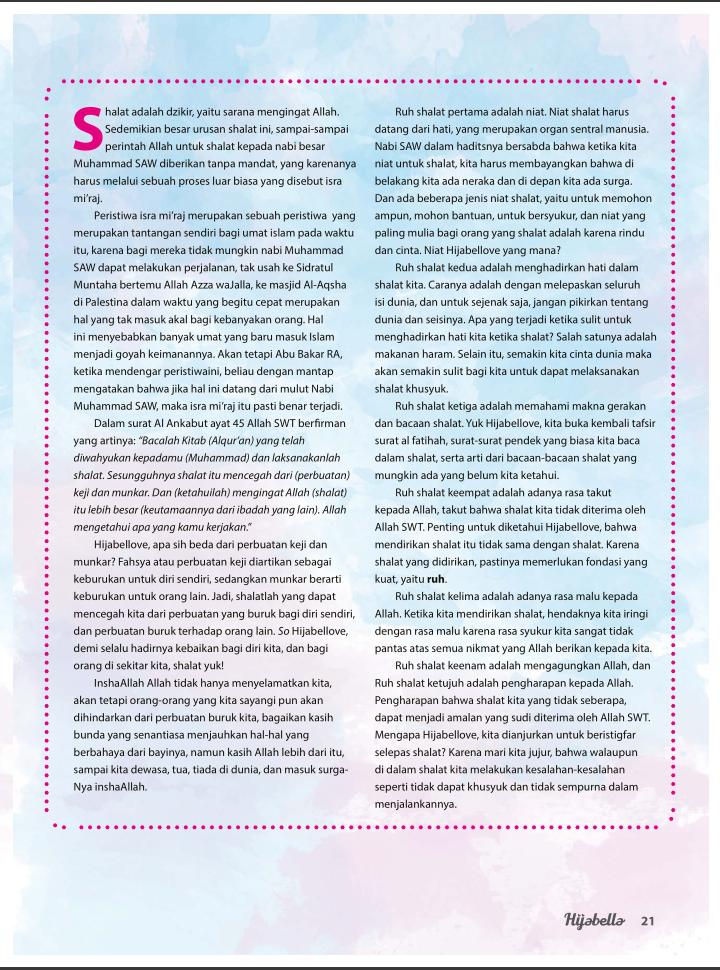 Shalat adalah dzikir, yaitu sarana mengingat Allah.
Sedemikian besar urusan shalat ini, sampai-sampai
perintah Allah untuk shalat kepada nabi besar
Muhammad SAW diberikan tanpa mandat, yang karenanya
harus melalui sebuah proses luar biasa yang disebut isra
mi'raj.
Peristiwa isra mi'raj merupakan sebuah peristiwa yang
merupakan tantangan sendiri bagi umat islam pada waktu
itu, karena bagi mereka tidak mungkin nabi Muhammad
SAW dapat melakukan perjalanan, tak usah ke Sidratul
Muntaha bertemu Allah Azza waJalla, ke masjid Al-Aqsha
di Palestina dalam waktu yang begitu cepat merupakan
hal yang tak masuk akal bagi kebanyakan orang. Hal
ini menyebabkan banyak umat yang baru masuk Islam
menjadi goyah keimanannya. Akan tetapi Abu Bakar RA,
ketika mendengar peristiwaini, beliau dengan mantap
mengatakan bahwa jika hal ini datang dari mulut Nabi
Muhammad SAW, maka isra mi'raj itu pasti benar terjadi.
Dalam surat Al Ankabut ayat 45 Allah SWT berfirman
yang artinya: "Bacalah Kitab (Alqur'an) yang telah
diwahyukan kepadamu (Muhammad) dan laksanakanlah
shalat. Sesungguhnya shalat itu mencegah dari (perbuatan)
keji dan munkar. Dan (ketahuilah) mengingat Allah (shalat)
itu lebih besar (keutamaannya dari ibadah yang lain). Allah
mengetahui apa yang kamu kerjakan."
Hijabellove, apa sih beda dari perbuatan keji dan
munkar? Fahsya atau perbuatan keji diartikan sebagai
keburukan untuk diri sendiri, sedangkan munkar berarti
keburukan untuk orang lain. Jadi, shalatlah yang dapat
mencegah kita dari perbuatan yang buruk bagi diri sendiri,
dan perbuatan buruk terhadap orang lain. So Hijabellove,
demi selalu hadirnya kebaikan bagi diri kita, dan bagi
orang di sekitar kita, shalat yuk!
InshaAllah Allah tidak hanya menyelamatkan kita,
akan tetapi orang-orang yang kita sayangi pun akan
dihindarkan dari perbuatan buruk kita, bagaikan kasih
bunda yang senantiasa menjauhkan hal-hal yang
berbahaya dari bayinya, namun kasih Allah lebih dari itu,
sampai kita dewasa, tua, tiada di dunia, dan masuk surga-
Nya inshaAllah.
Ruh shalat pertama adalah niat. Niat shalat harus
datang dari hati, yang merupakan organ sentral manusia.
Nabi SAW dalam haditsnya bersabda bahwa ketika kita
niat untuk shalat, kita harus membayangkan bahwa di
belakang kita ada neraka dan di depan kita ada surga.
Dan ada beberapa jenis niat shalat, yaitu untuk memohon
ampun, mohon bantuan, untuk bersyukur, dan niat yang
paling mulia bagi orang yang shalat adalah karena rindu
dan cinta. Niat Hijabellove yang mana?
Ruh shalat kedua adalah menghadirkan hati dalam
shalat kita. Caranya adalah dengan melepaskan seluruh
isi dunia, dan untuk sejenak saja, jangan pikirkan tentang
dunia dan seisinya. Apa yang terjadi ketika sulit untuk
menghadirkan hati kita ketika shalat? Salah satunya adalah
makanan haram. Selain itu, semakin kita cinta dunia maka
akan semakin sulit bagi kita untuk dapat melaksanakan
shalat khusyuk.
Ruh shalat ketiga adalah memahami makna gerakan
dan bacaan shalat. Yuk Hijabellove, kita buka kembali tafsir
surat al fatihah, surat-surat pendek yang biasa kita baca
dalam shalat, serta arti dari bacaan-bacaan shalat yang
mungkin ada yang belum kita ketahui.
Ruh shalat keempat adalah adanya rasa takut
kepada Allah, takut bahwa shalat kita tidak diterima oleh
Allah SWT. Penting untuk diketahui Hijabellove, bahwa
mendirikan shalat itu tidak sama dengan shalat. Karena
shalat yang didirikan, pastinya memerlukan fondasi yang
kuat, yaitu ruh.
Ruh shalat kelima adalah adanya rasa malu kepada
Allah. Ketika kita mendirikan shalat, hendaknya kita iringi
dengan rasa malu karena rasa syukur kita sangat tidak
pantas atas semua nikmat yang Allah berikan kepada kita.
Ruh shalat keenam adalah mengagungkan Allah, dan
Ruh shalat ketujuh adalah pengharapan kepada Allah.
Pengharapan bahwa shalat kita yang tidak seberapa,
dapat menjadi amalan yang sudi diterima oleh Allah SWT.
Mengapa Hijabellove, kita dianjurkan untuk beristigfar
selepas shalat? Karena mari kita jujur, bahwa walaupun
di dalam shalat kita melakukan kesalahan-kesalahan
seperti tidak dapat khusyuk dan tidak sempurna dalam
menjalankannya.
Hijabella 21